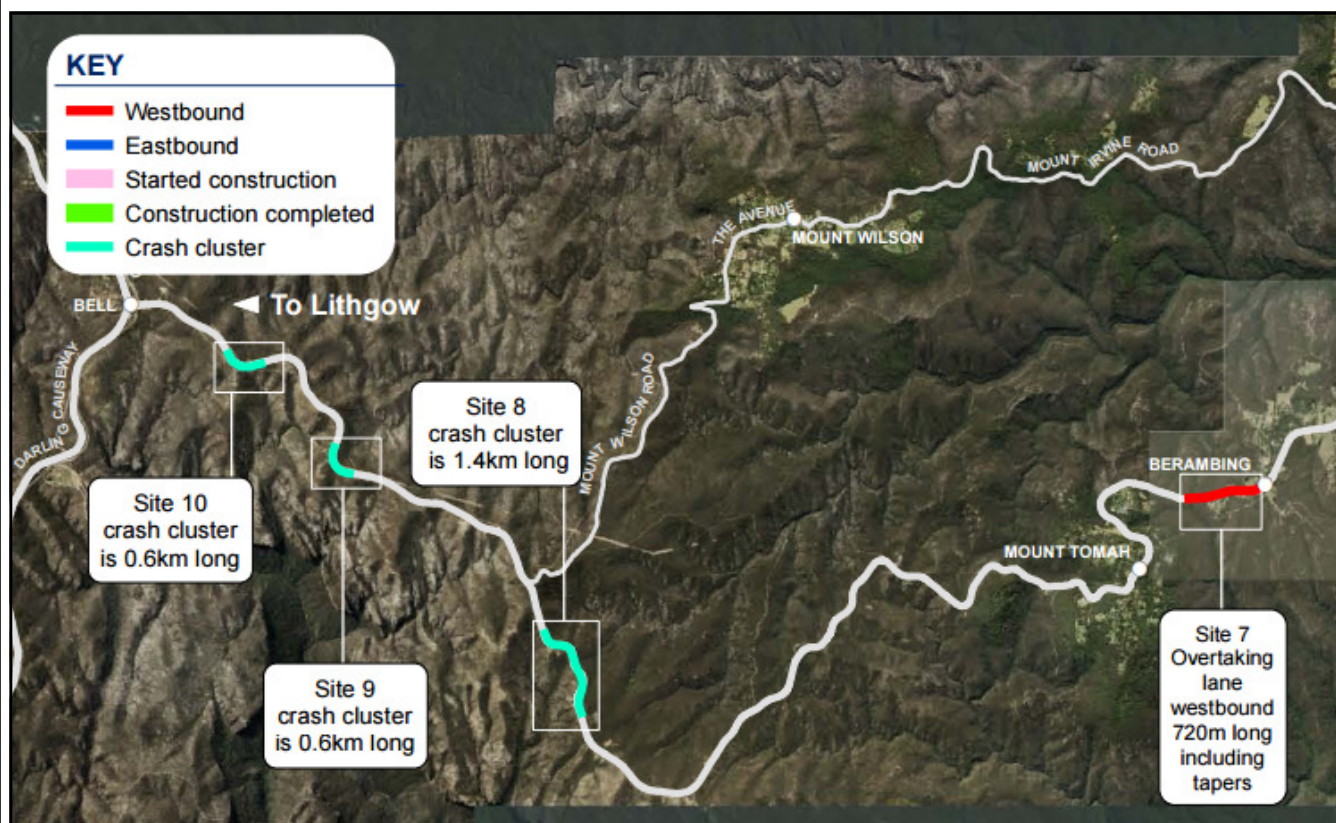 KEY
Westbound
Eastbound
Started construction
Construction completed
Crash cluster
THE AVENUE
MOUNT WILSON
MOUNT IRVINE ROAD
BELL
To Lithgow
DARLING CAUSEWAY
MOUNT WILSON ROAD
Site 8
crash cluster
is 1.4km long
BERAMBING
Site 10
crash cluster
is 0.6km long
MOUNT TOMAH
Site 9
crash cluster
is 0.6km long
Site 7
Overtaking
lane
westbound
720m long
including
tapers